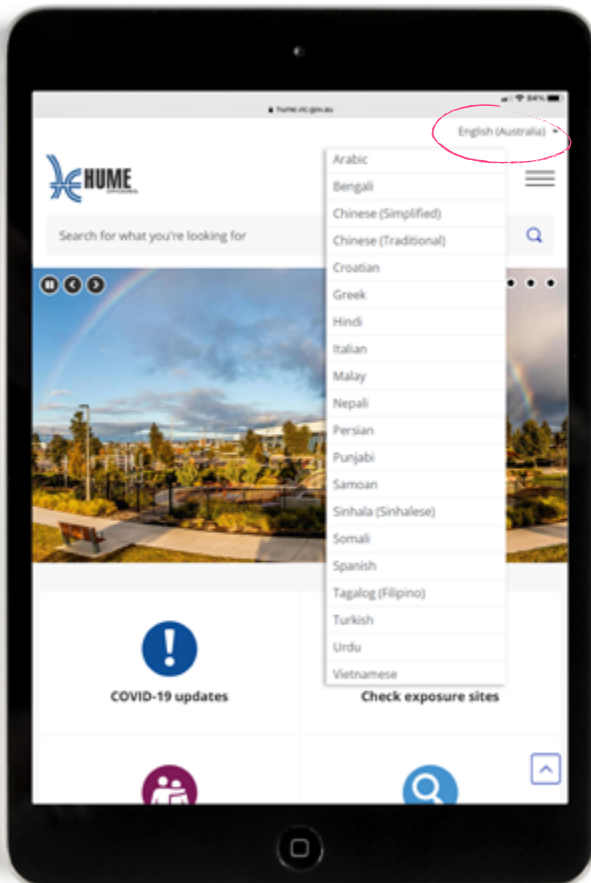 84%
hume.vic.gov.au
English (Australia)
HUME
Search for what you're looking for
Arabic
Bengali
Chinese (Simplified)
Chinese (Traditional)
Croatian
Greek
Hindi
Italian
Malay
Nepali
Persian
Punjabi
Samoan
Sinhala (Sinhalese)
Somali
Spanish
Tagalog (Filipino)
Turkish
Urdu
Vietnamese
COVID-19 updates
Check exposure sites